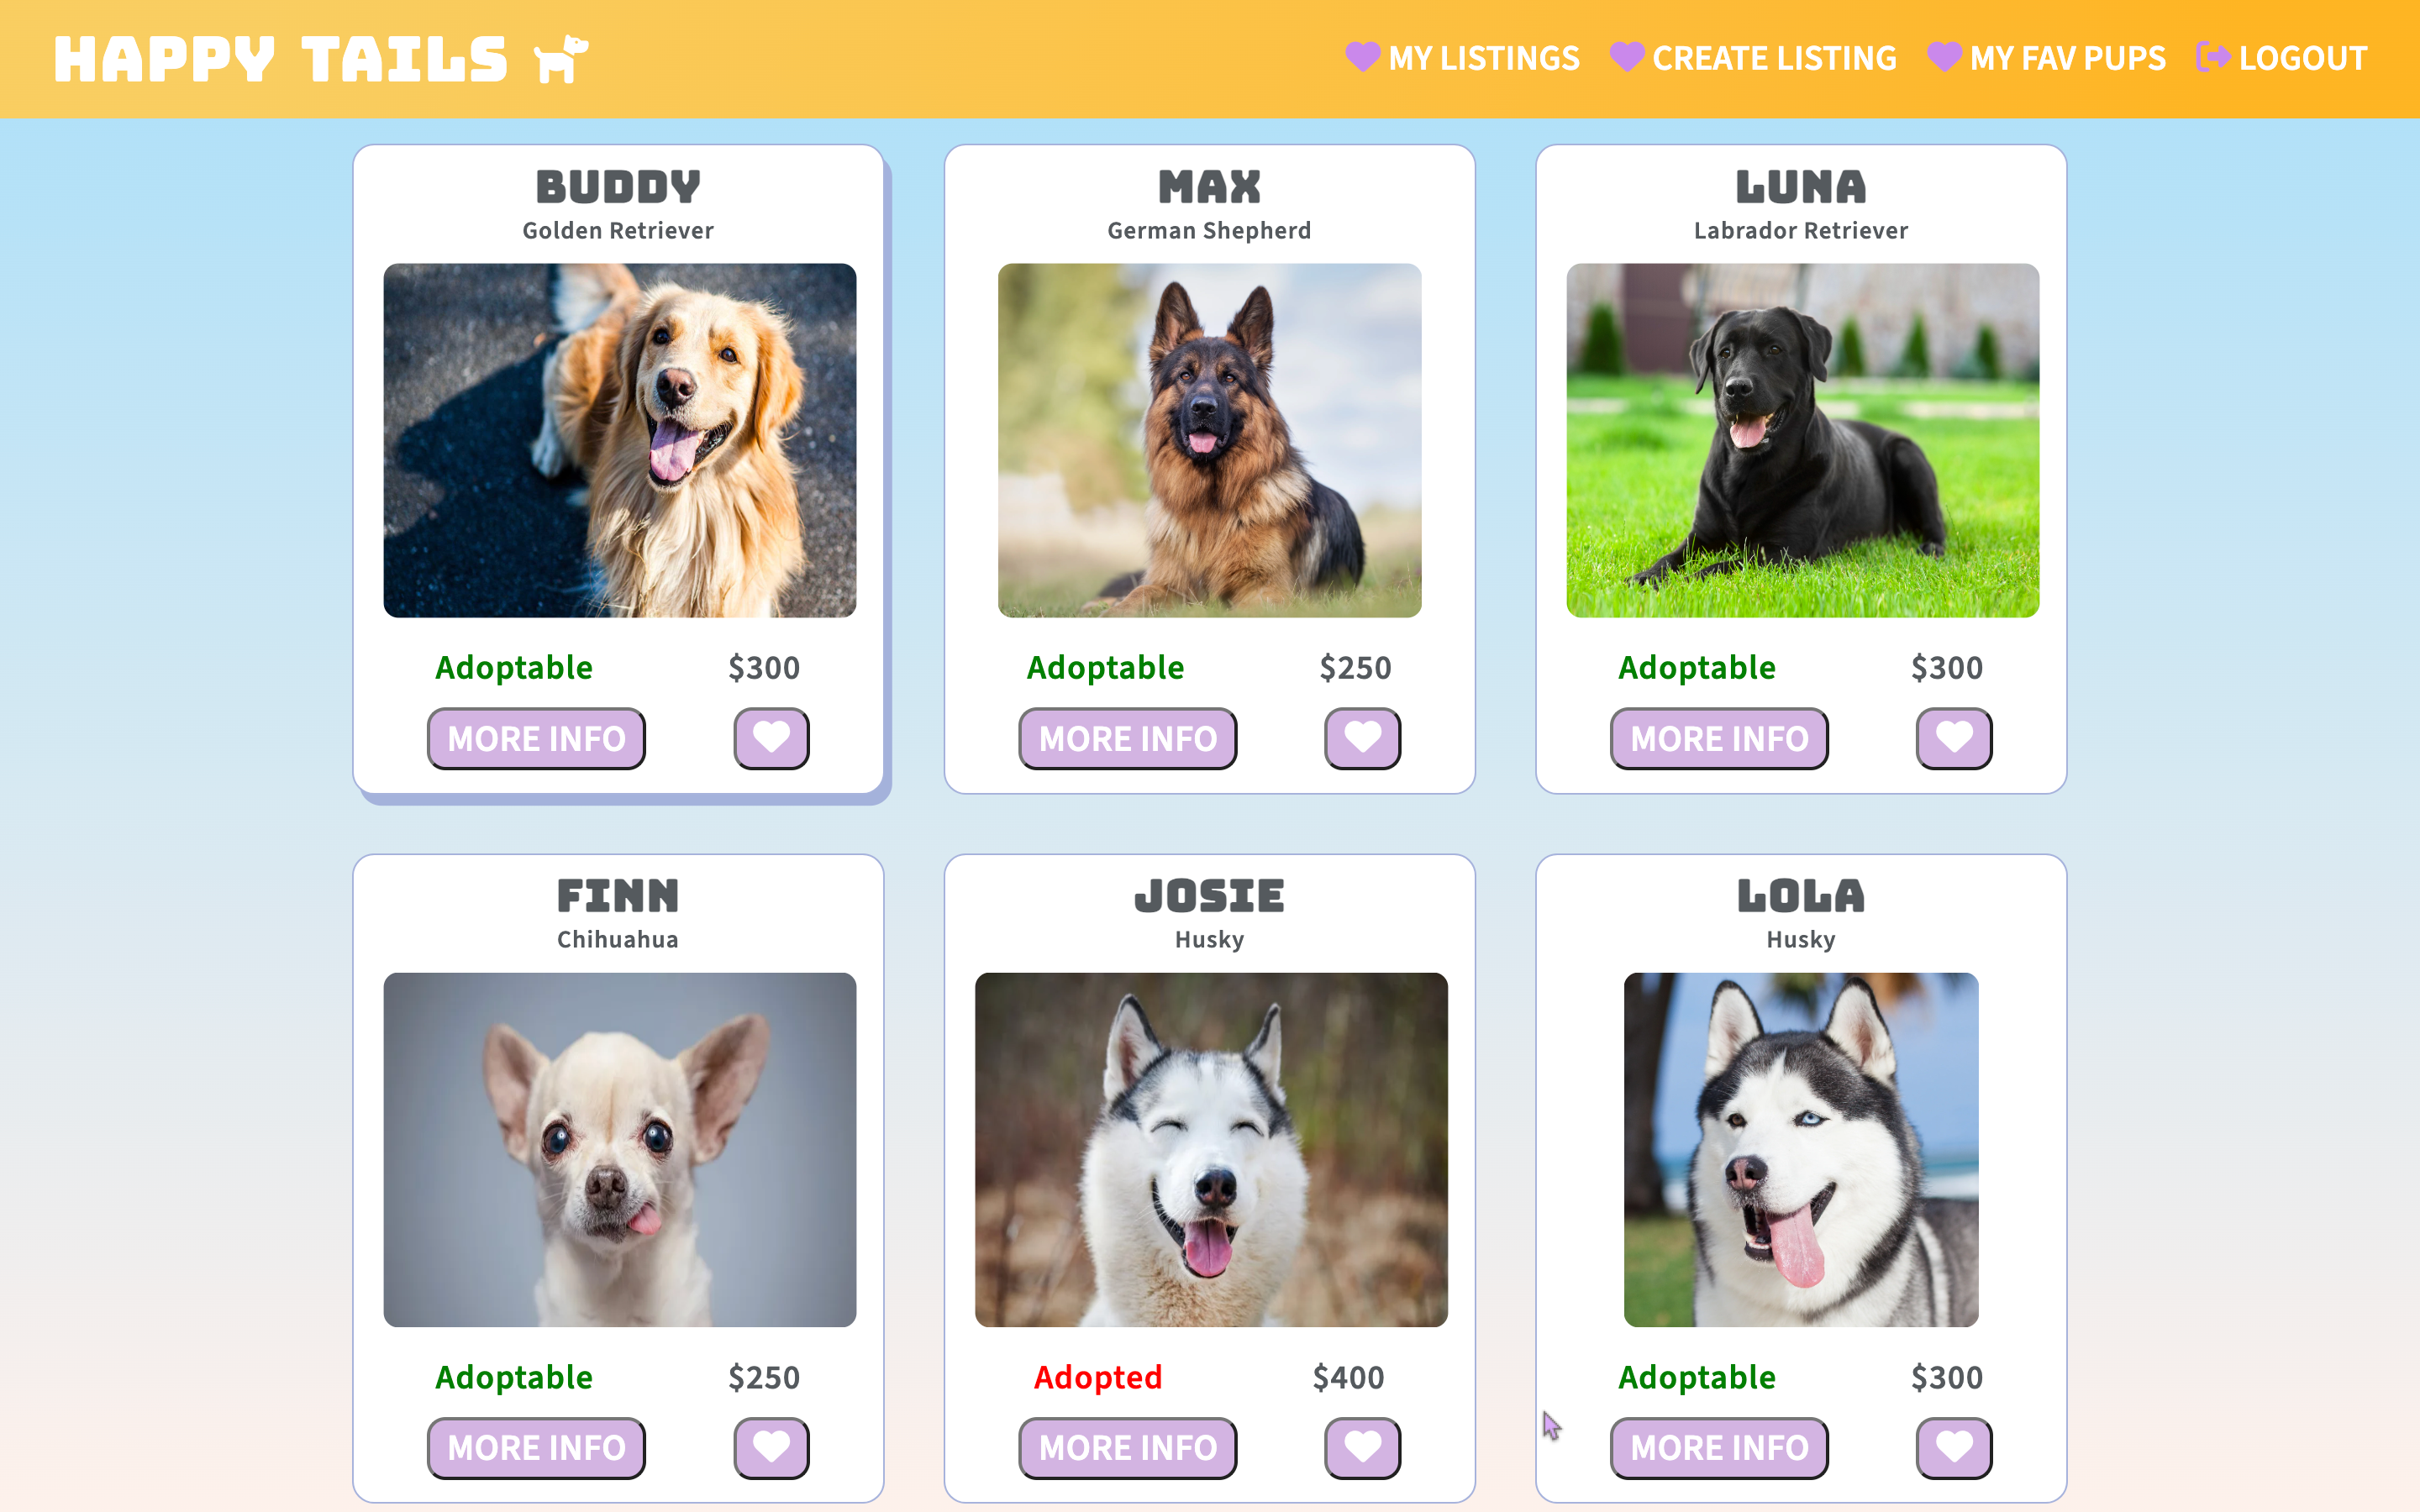 HAPPY TAILS
MY LISTINGS CREATE LISTING MY FAV PUPS LOGOUT
BUDDY
Golden Retriever
Adoptable $300
MORE INFO
MAX
German Shepherd
Adoptable $250
MORE INFO
LUNA
Labrador Retriever
Adoptable $300
MORE INFO
FINN
Chihuahua
Adoptable $250
MORE INFO
JOSIE
Husky
Adopted $400
MORE INFO
LOLA
Husky
Adoptable $300
MORE INFO